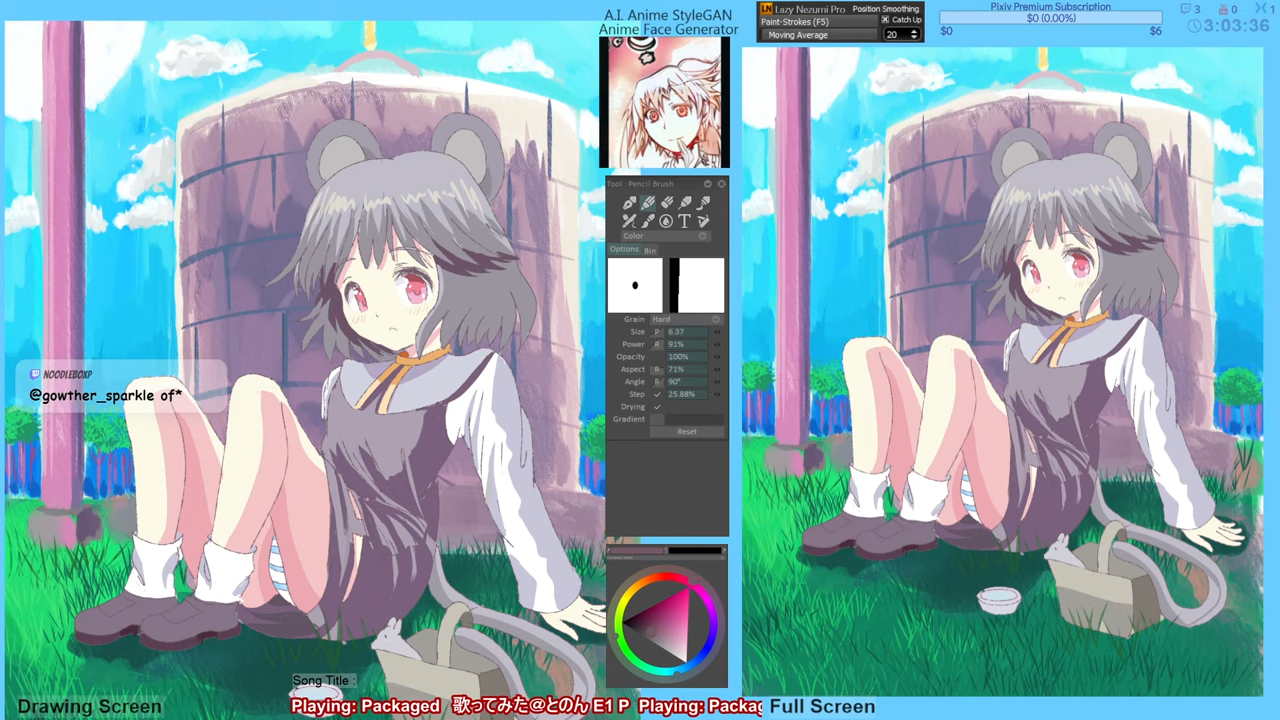 A.I. Anime StyleGAN
Anime Face Generator
LN Lazy Nezumi Pro
Position Smoothing
Paint-Strokes (F5)
Catch Up
Moving Average
20
Pixiv Premium Subscription
$0 (0.00%)
$0
$6
3
0
1
3:03:36
Tool : Pencil Brush
Color
Options
Bin
Grain Hard
Size P 6.37
Power R 91%
Opacity 100%
Aspect R 71%
Angle R 90°
Step 25.88%
Drying
Gradient
Reset
NOODLEBOXP
@gowther_sparkle of*
Song Title :
Drawing Screen
Playing: Packaged 歌ってみた@とのん E1 P Playing: Packag
Full Screen